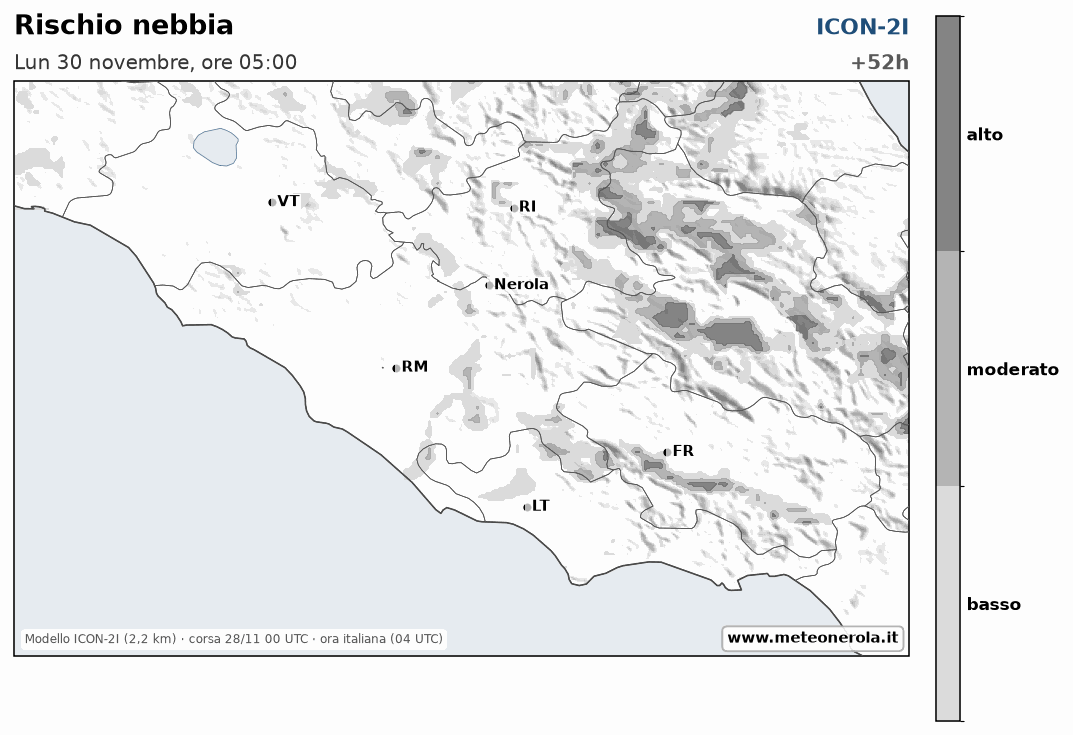 Rischio nebbia
ICON-2I
Lun 30 novembre, ore 05:00
+52h
alto
VT
RI
Nerola
moderato
RM
FR
LT
basso
Modello ICON-2I (2,2 km) · corsa 28/11 00 UTC · ora italiana (04 UTC)
www.meteonerola.it